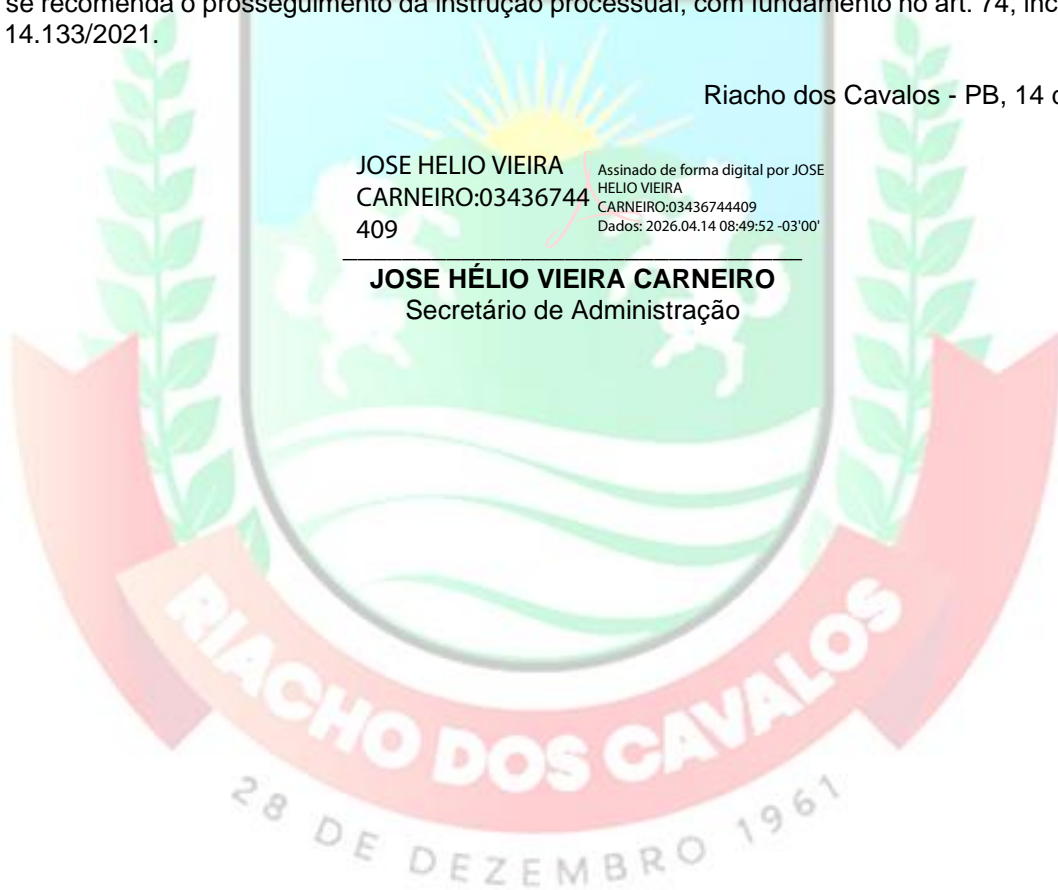 se recomenda o prosseguimento da instrução processual, com fundamento no art. 74, inc
14.133/2021.
Riacho dos Cavalos - PB, 14 d
JOSE HELIO VIEIRA
CARNEIRO:03436744
409
Assinado de forma digital por JOSE
HELIO VIEIRA
CARNEIRO:03436744409
Dados: 2026.04.14 08:49:52 -03'00'
JOSE HÉLIO VIEIRA CARNEIRO
Secretário de Administração
RIACHO DOS CAVALOS
28 DE DEZEMBRO 1961